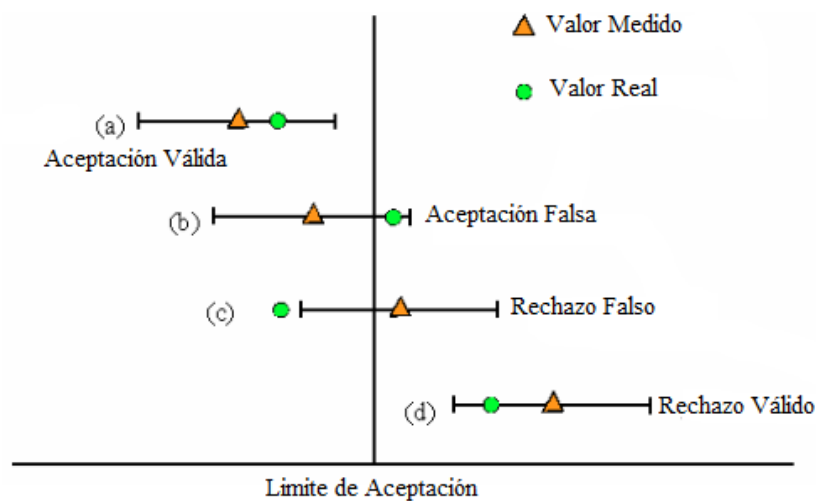 Valor Medido
Valor Real
(a)
Aceptación Válida
(b)
Aceptación Falsa
(c)
Rechazo Falso
(d)
Rechazo Válido
Limite de Aceptación